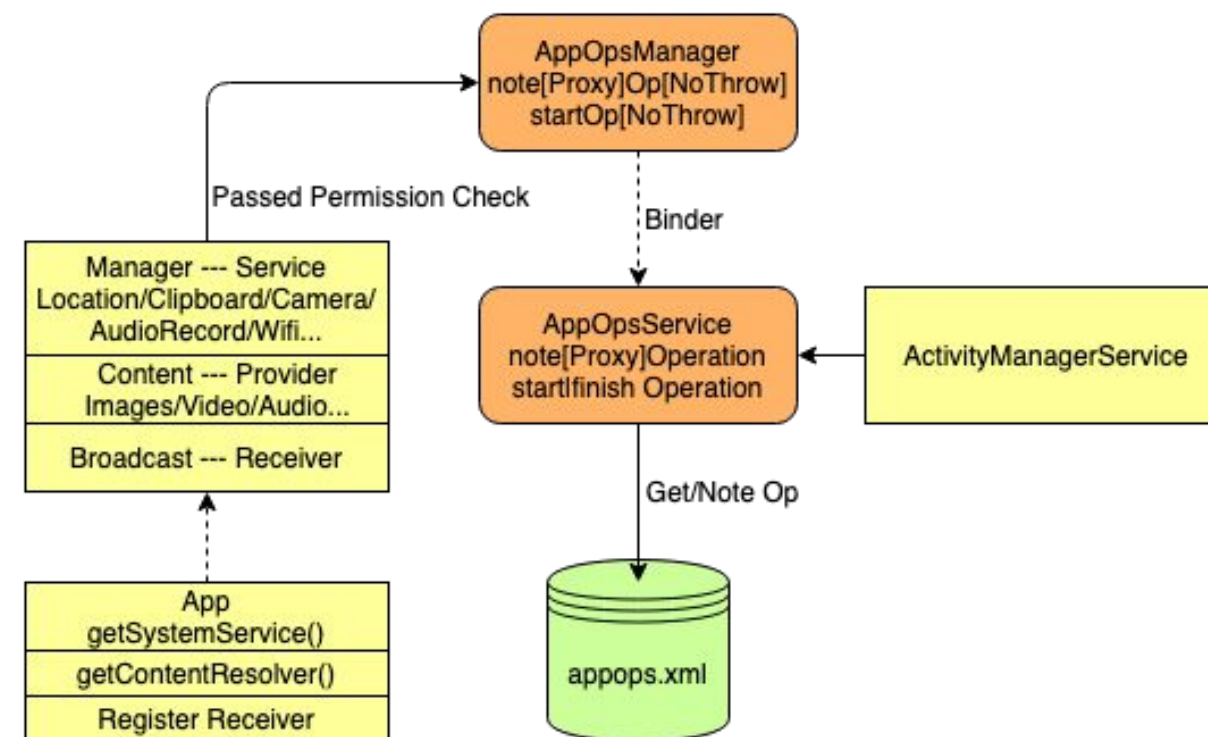 AppOpsManager
note[Proxy]Op[NoThrow]
startOp[NoThrow]
Passed Permission Check
Binder
Manager --- Service
Location/Clipboard/Camera/
AudioRecord/Wifi...
Content --- Provider
Images/Video/Audio...
Broadcast --- Receiver
AppOpsService
note[Proxy]Operation
start|finish Operation
ActivityManagerService
Get/Note Op
App
getSystemService()
getContentResolver()
Register Receiver
appops.xml